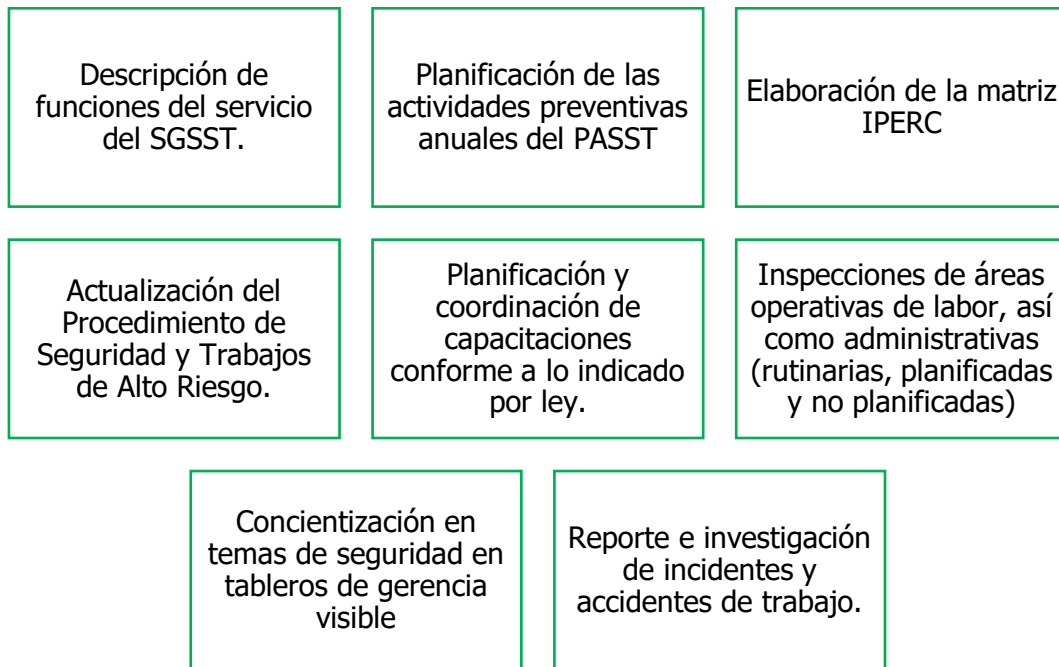 Descripción de
funciones del servicio
del SGSST.
Planificación de las
actividades preventivas
anuales del PASST
Elaboración de la matriz
IPERC
Actualización del
Procedimiento de
Seguridad y Trabajos
de Alto Riesgo.
Planificación y
coordinación de
capacitaciones
conforme a lo indicado
por ley.
Inspecciones de áreas
operativas de labor, así
como administrativas
(rutinarias, planificadas
y no planificadas)
Concientización en
temas de seguridad en
tableros de gerencia
visible
Reporte e investigación
de incidentes y
accidentes de trabajo.